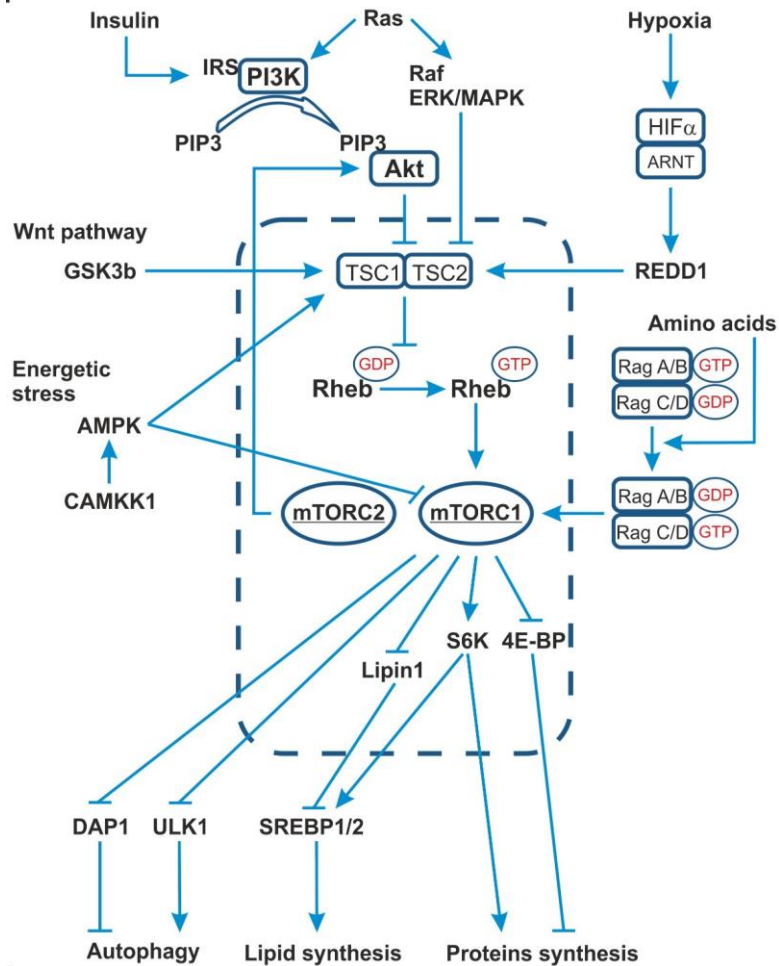 Insulin
Ras
Hypoxia
IRS
PI3K
Raf
ERK/MAPK
PIP3
PIP3
HIFα
ARNT
Akt
Wnt pathway
GSK3b
TSC1
TSC2
REDD1
Amino acids
GDP
GTP
Rheb
Rheb
Rag A/B
GTP
Rag C/D
GDP
Energetic
stress
AMPK
CAMKK1
mTORC2
mTORC1
Rag A/B
GDP
Rag C/D
GTP
S6K
4E-BP
Lipin1
DAP1
ULK1
SREBP1/2
Autophagy
Lipid synthesis
Proteins synthesis